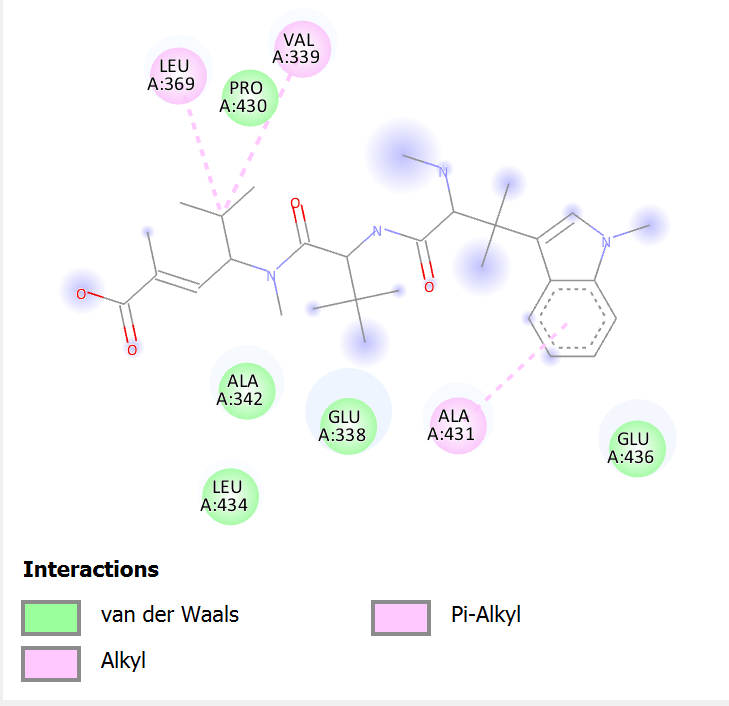 VAL
A:339
LEU
A:369
PRO
A:430
N
O
N
N
O
N
O
O
ALA
A:342
GLU
A:338
ALA
A:431
GLU
A:436
LEU
A:434
Interactions
van der Waals
Pi-Alkyl
Alkyl